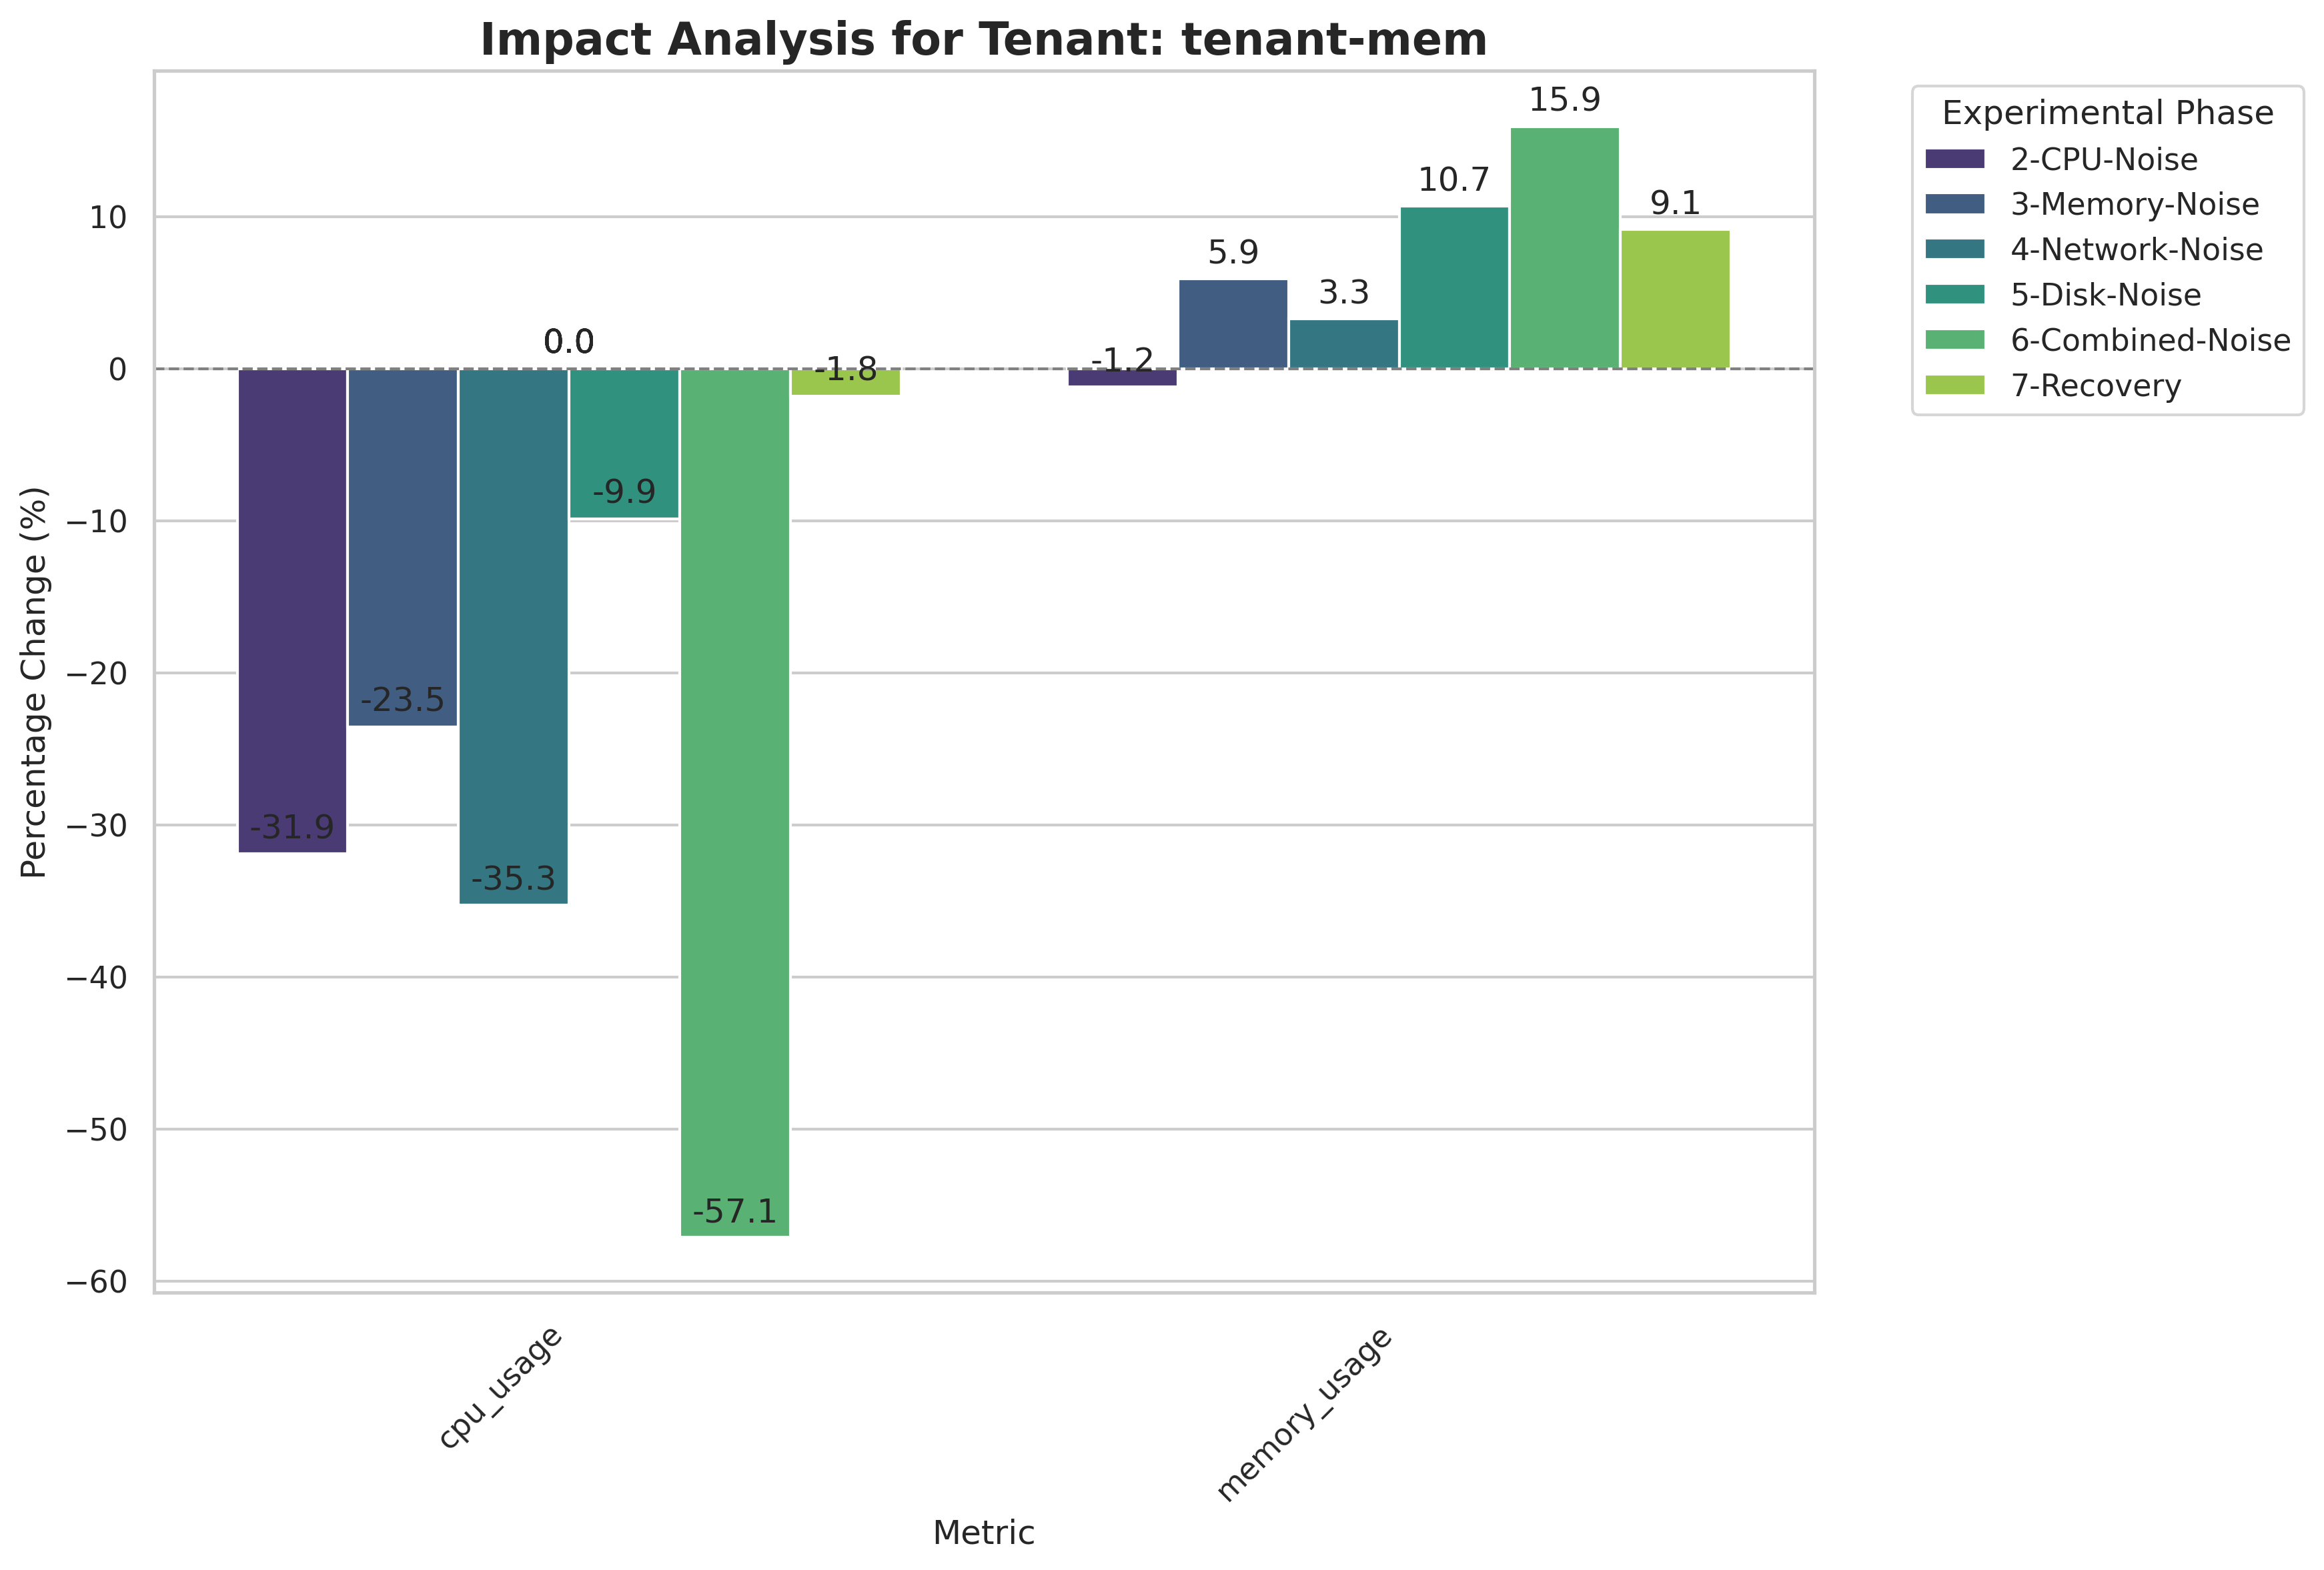 Impact Analysis for Tenant: tenant-mem
Experimental Phase
2-CPU-Noise
3-Memory-Noise
4-Network-Noise
5-Disk-Noise
6-Combined-Noise
7-Recovery
Percentage Change (%)
10
0
−10
−20
−30
−40
−50
−60
-31.9
-23.5
-35.3
0.0
-9.9
-57.1
-1.8
-1.2
5.9
3.3
10.7
15.9
9.1
cpu_usage
memory_usage
Metric